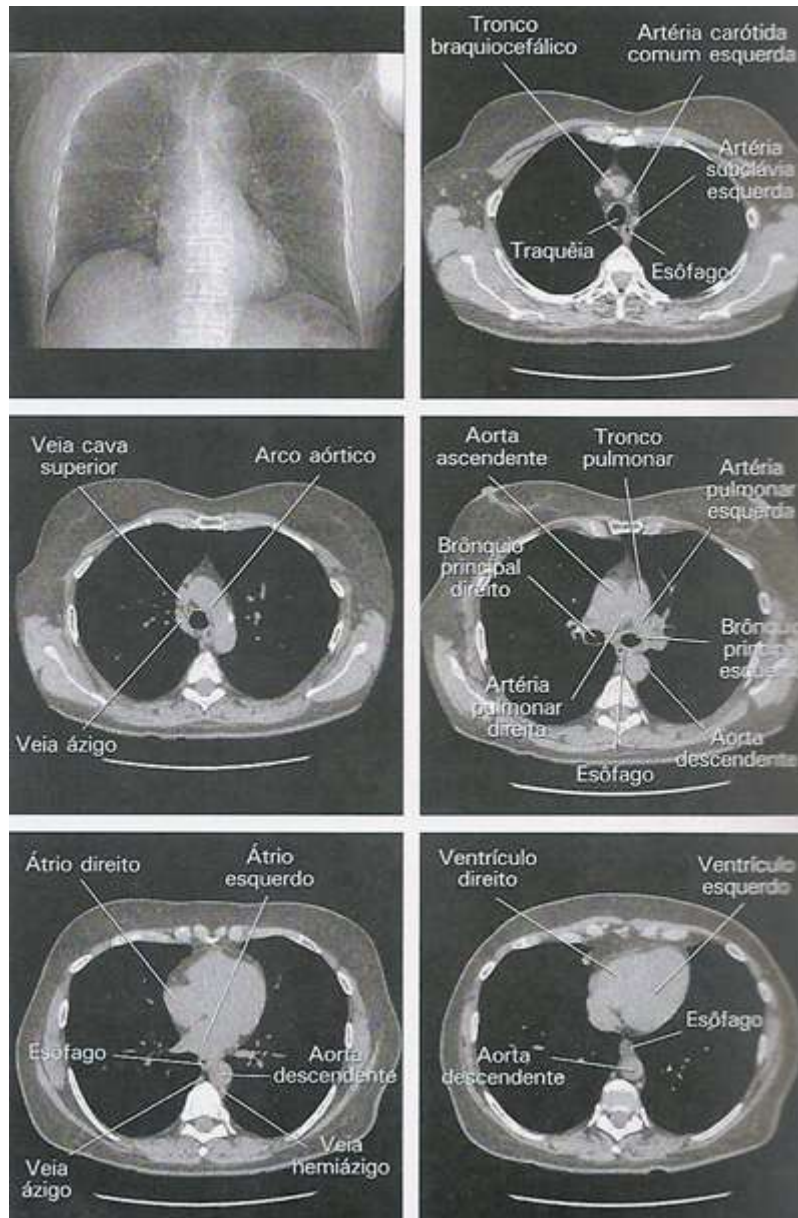 Tronco
braquiocefálico
Artéria carótida
comum esquerda
Artéria
subclávia
esquerda
Traquêia
Esôfago
Veia cava
superior
Arco aórtico
Veia ázigo
Aorta
ascendente
Tronco
pulmonar
Artéria
pulmonar
esquerda
Brônquio
principal
direito
Brônquio
Artéria
pulmonar
direita
Esôfago
Aorta
descendente
Átrio direito
Átrio
esquerdo
Esôfago
Aorta
descendente
Veia
ázigo
Veia
hemiázigo
Ventrículo
direito
Ventrículo
esquerdo
Esôfago
Aorta
descendente